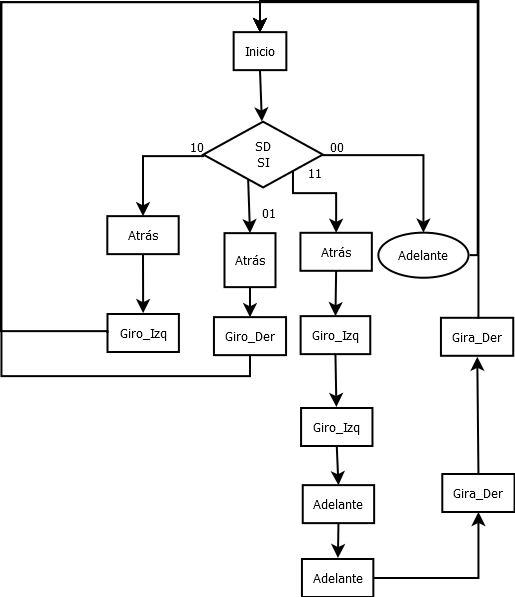 Inicio
SD
SI
10
00
11
01
Atrás
Atrás
Atrás
Adelante
Giro_Izq
Giro_Der
Giro_Izq
Gira_Der
Giro_Izq
Adelante
Gira_Der
Adelante